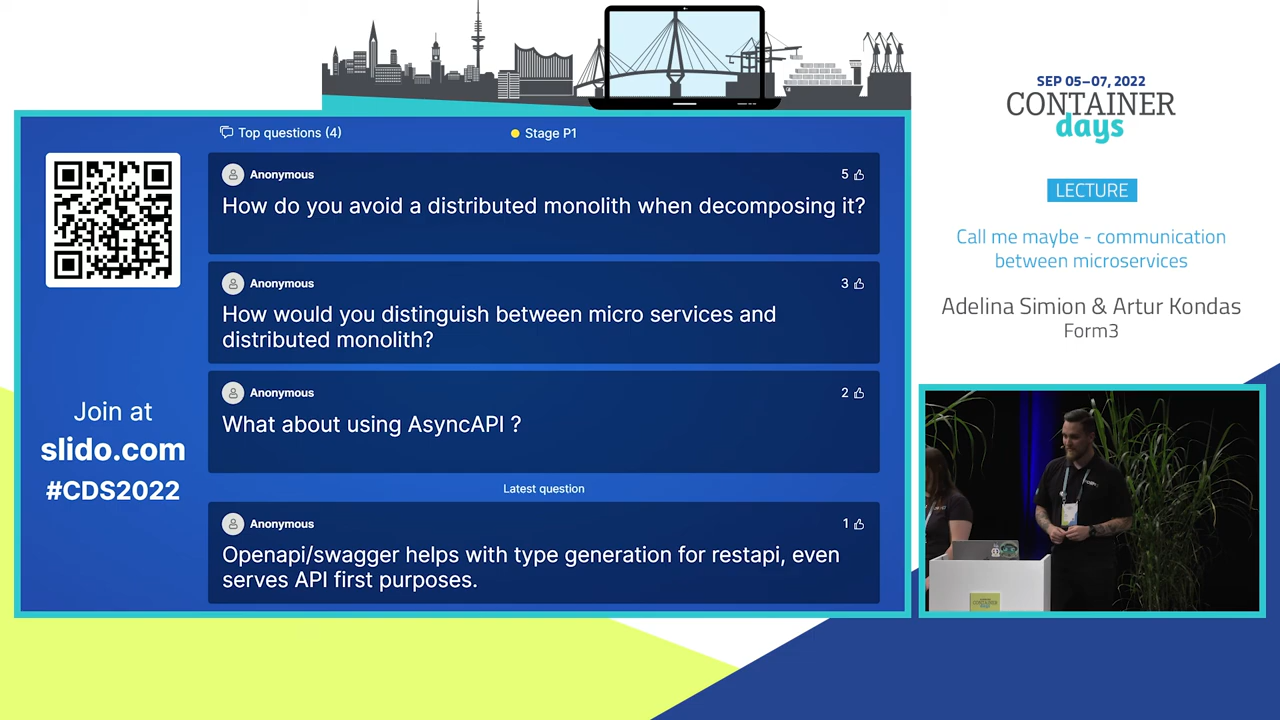 SEP 05–07, 2022
CONTAINER
days
LECTURE
Call me maybe - communication
between microservices
Adelina Simion & Artur Kondas
Form3
Top questions (4)
Stage P1
Anonymous
5
How do you avoid a distributed monolith when decomposing it?
Anonymous
3
How would you distinguish between micro services and
distributed monolith?
Anonymous
2
What about using AsyncAPI ?
Latest question
Anonymous
1
Openapi/swagger helps with type generation for restapi, even
serves API first purposes.
Join at
slido.com
#CDS2022
CONTAINER
days